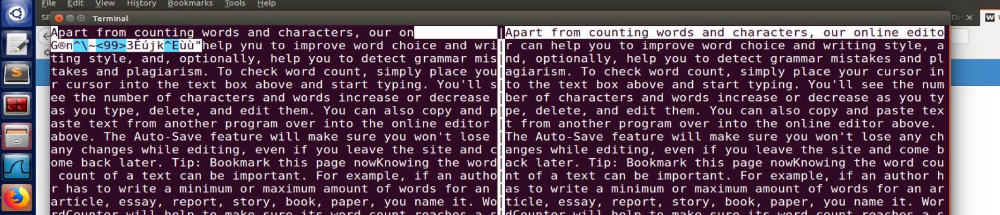 File Edit View History Bookmarks Tools Help
SE
Terminal
Dr
W
Apart from counting words and characters, our on
G®n^\~<99>3Êújk^Eùù"help ynu to improve word choice and wri
ting style, and, optionally, help you to detect grammar mis
takes and plagiarism. To check word count, simply place you
r cursor into the text box above and start typing. You'll s
ee the number of characters and words increase or decrease
as you type, delete, and edit them. You can also copy and p
aste text from another program over into the online editor
above. The Auto-Save feature will make sure you won't lose
any changes while editing, even if you leave the site and c
ome back later. Tip: Bookmark this page nowKnowing the word
 count of a text can be important. For example, if an autho
r has to write a minimum or maximum amount of words for an
article, essay, report, story, book, paper, you name it. Wo
rdCounter will help to make sure its word count reaches a s
Apart from counting words and characters, our online edito
r can help you to improve word choice and writing style, a
nd, optionally, help you to detect grammar mistakes and pl
agiarism. To check word count, simply place your cursor in
to the text box above and start typing. You'll see the num
ber of characters and words increase or decrease as you ty
pe, delete, and edit them. You can also copy and paste tex
t from another program over into the online editor above.
The Auto-Save feature will make sure you won't lose any ch
anges while editing, even if you leave the site and come b
ack later. Tip: Bookmark this page nowKnowing the word cou
nt of a text can be important. For example, if an author h
as to write a minimum or maximum amount of words for an ar
ticle, essay, report, story, book, paper, you name it. Wor
dCounter will help to make sure its word count reaches a s